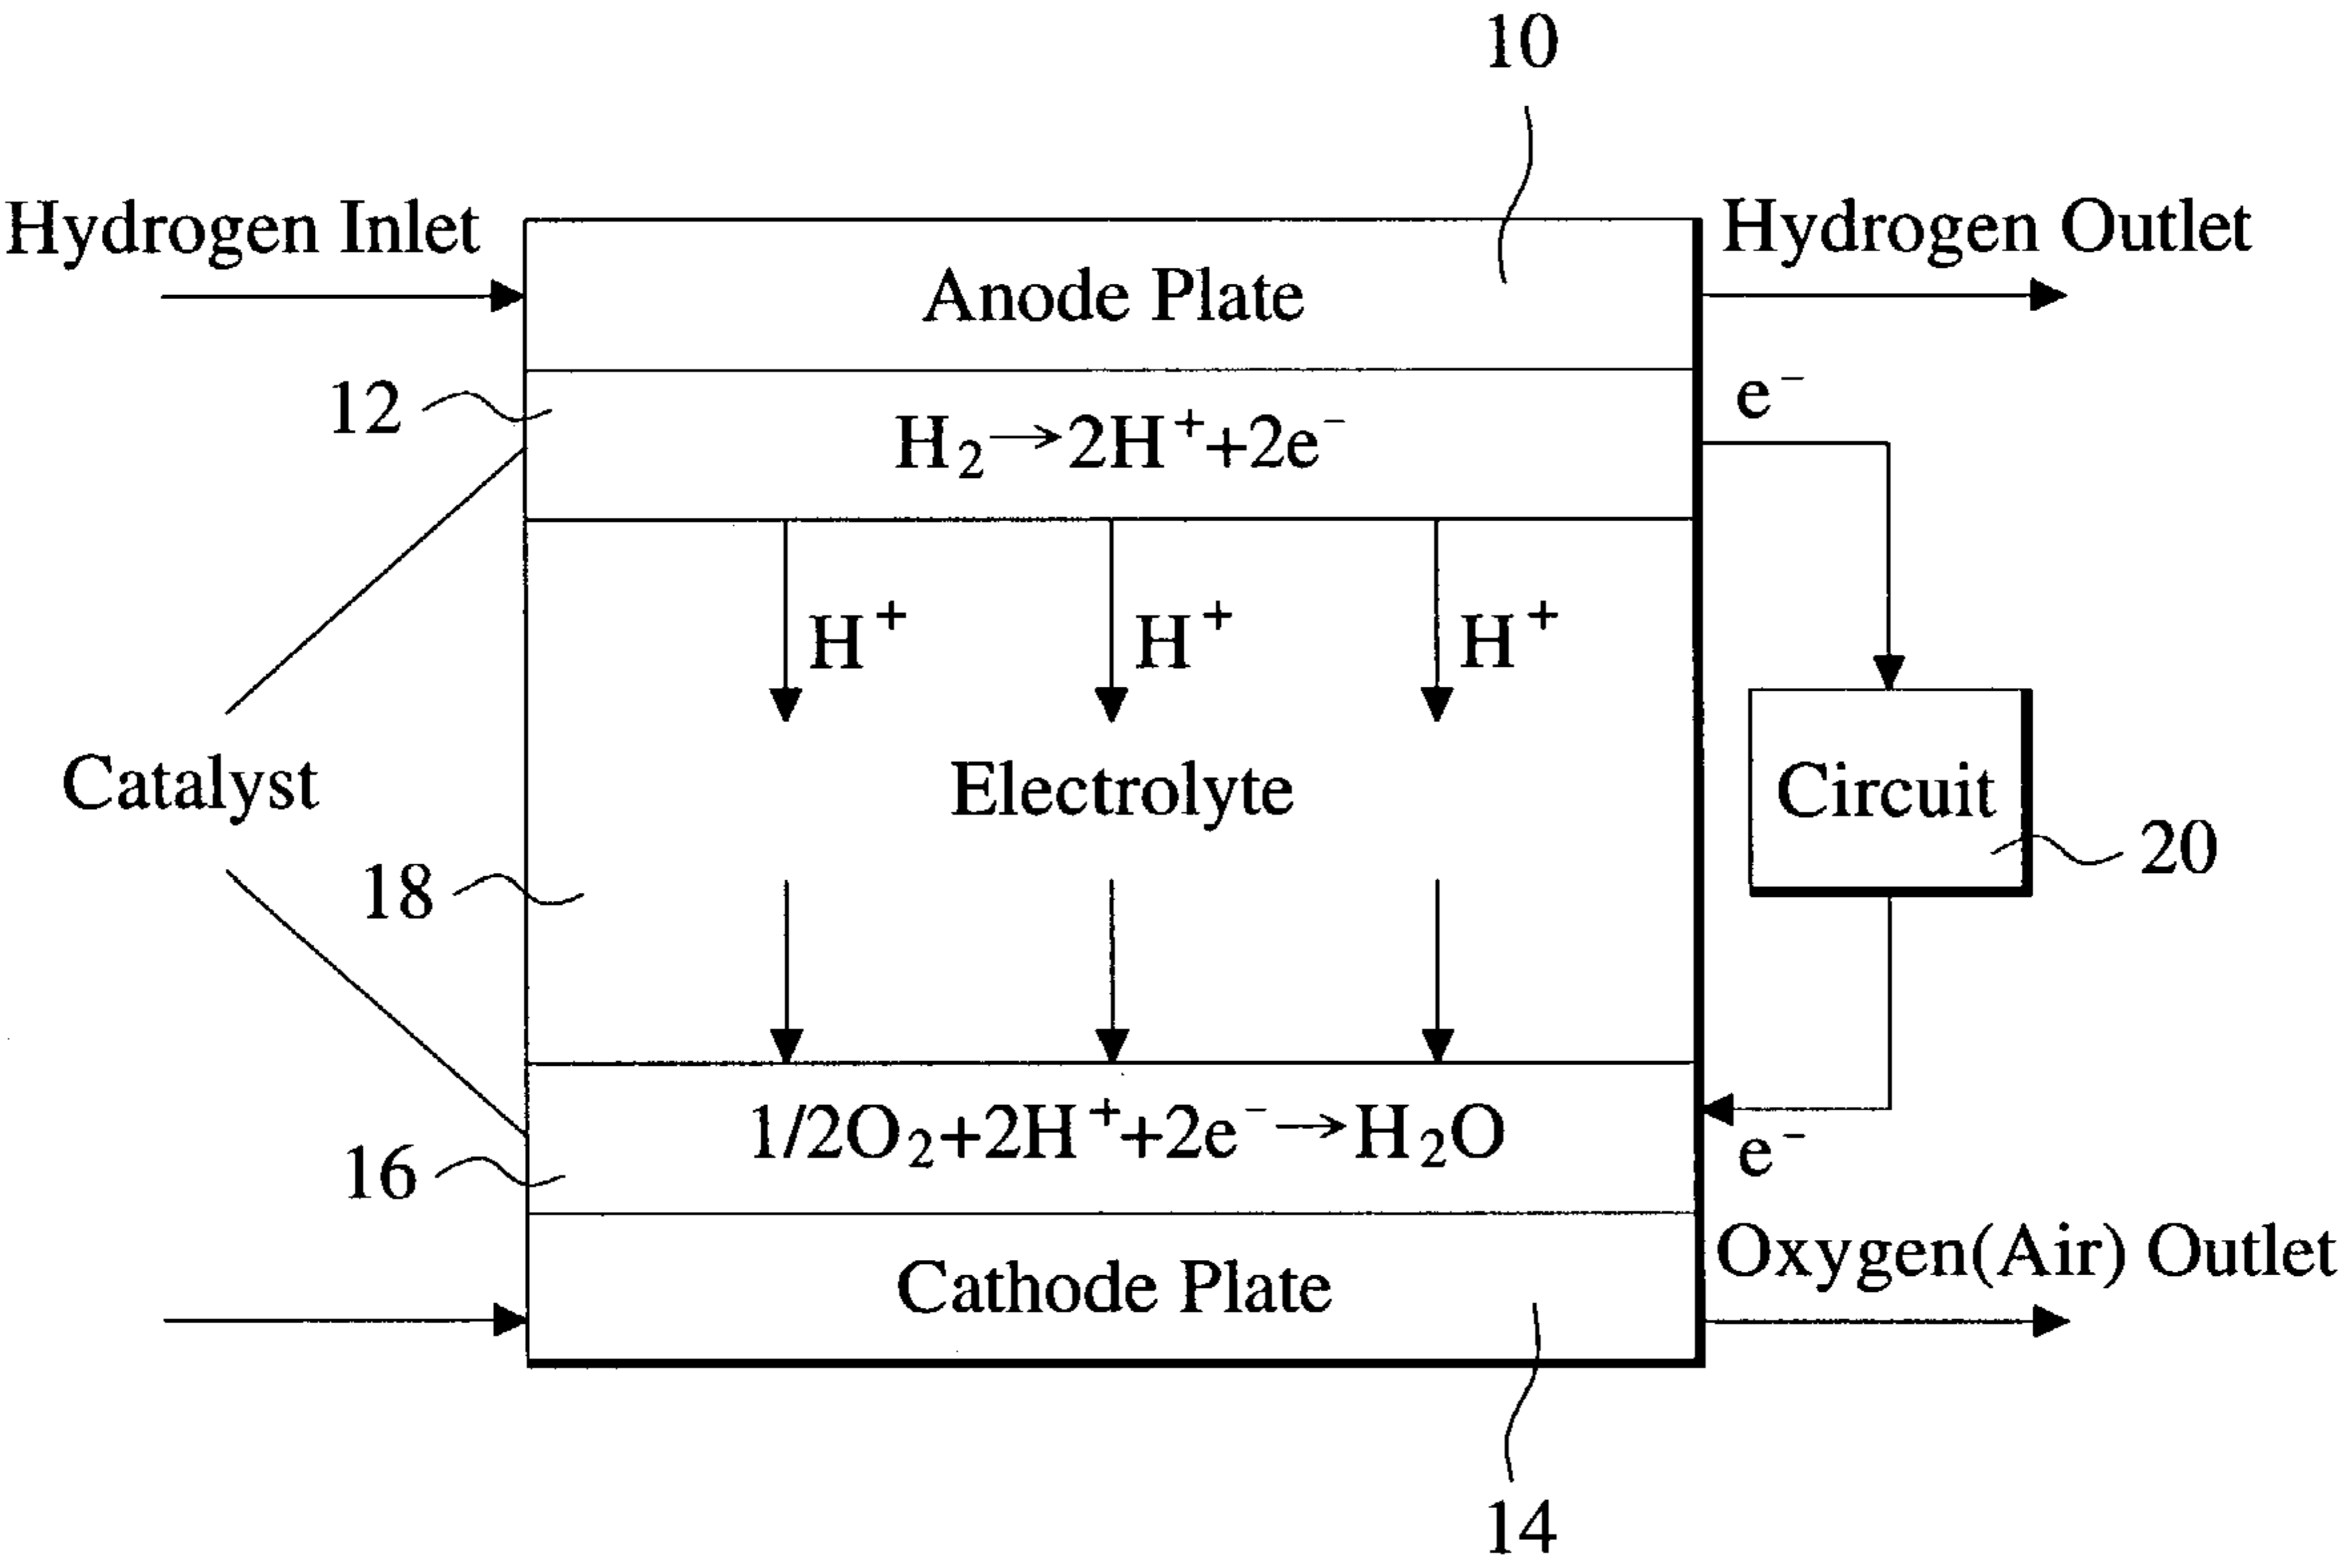 10
Hydrogen Inlet
Hydrogen Outlet
Anode Plate
12
H₂→2H⁺+2e⁻
e⁻
H⁺ H⁺ H⁺
Catalyst
Electrolyte
Circuit
20
18
1/2O₂+2H⁺+2e⁻→H₂O
e⁻
16
Cathode Plate
Oxygen(Air) Outlet
14